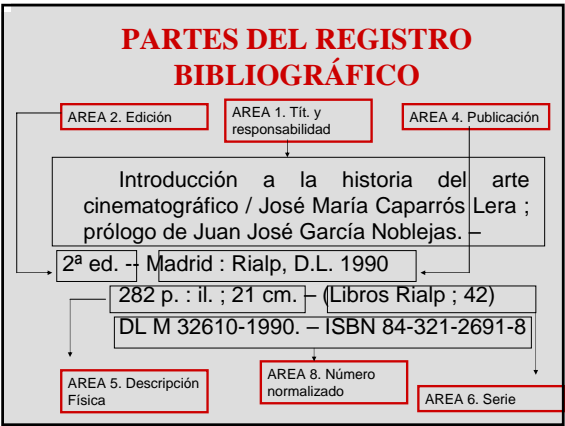 PARTES DEL REGISTRO
BIBLIOGRÁFICO
AREA 2. Edición
AREA 1. Tít. y
responsabilidad
AREA 4. Publicación
Introducción a la historia del arte
cinematográfico / José María Caparrós Lera ;
prólogo de Juan José García Noblejas. –
2ª ed. -- Madrid : Rialp, D.L. 1990
282 p. : il. ; 21 cm. – (Libros Rialp ; 42)
DL M 32610-1990. – ISBN 84-321-2691-8
AREA 5. Descripción
Física
AREA 8. Número
normalizado
AREA 6. Serie